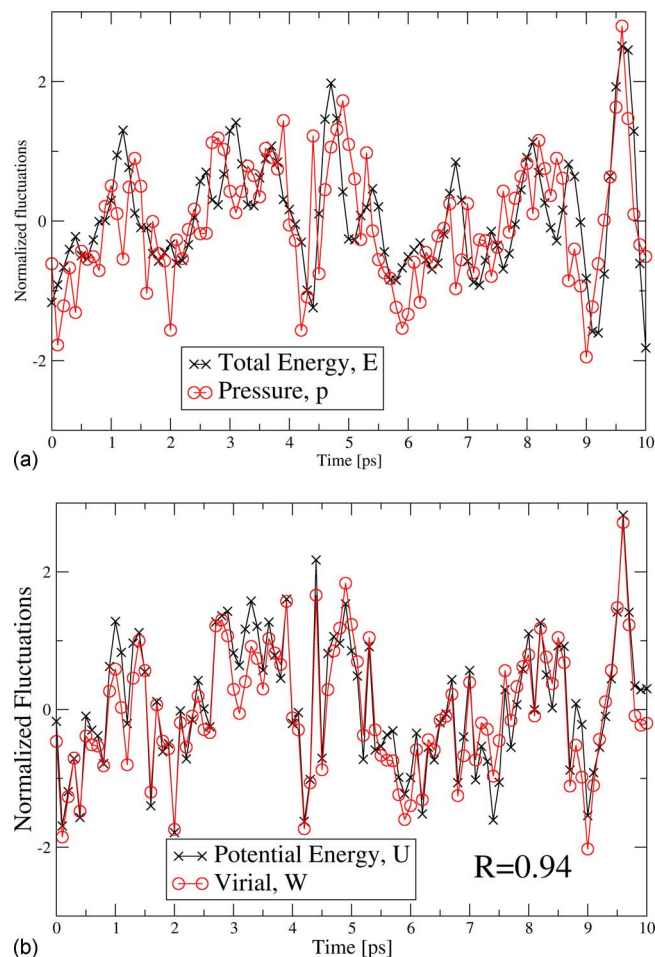 Normalized fluctuations
2
0
-2
Total Energy, E
Pressure, p
0 1 2 3 4 5 6 7 8 9 10
Time [ps]
(a)
Normalized Fluctuations
2
0
-2
Potential Energy, U
Virial, W
R=0.94
0 1 2 3 4 5 6 7 8 9 10
Time [ps]
(b)